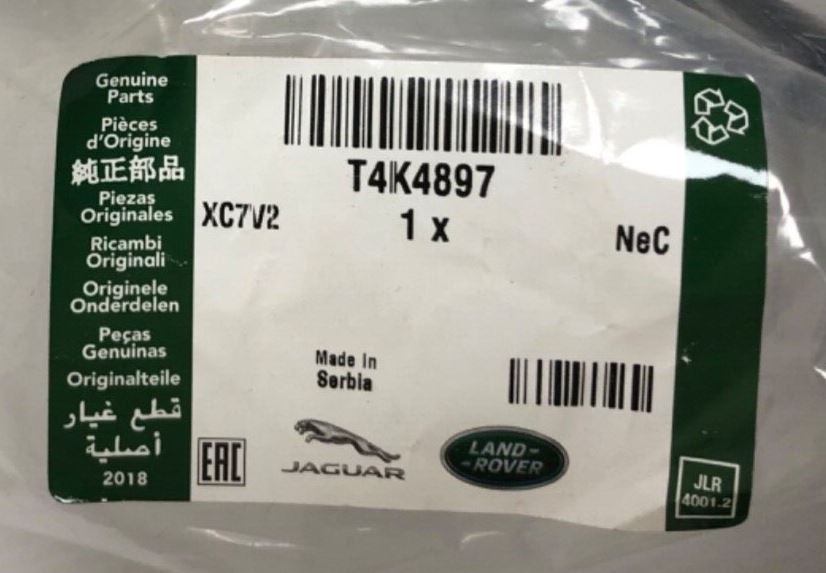 Genuine
Parts
Pièces
d'Origine
純正部品
Piezas
Originales
Ricambi
Originali
Originele
Onderdelen
Peças
Genuinas
Originalteile
قطع غيار
أصلية
2018
T4K4897
XC7V2
1 x
NeC
Made In
Serbia
EAC
JAGUAR
LAND-
-ROVER
JLR
4001.2